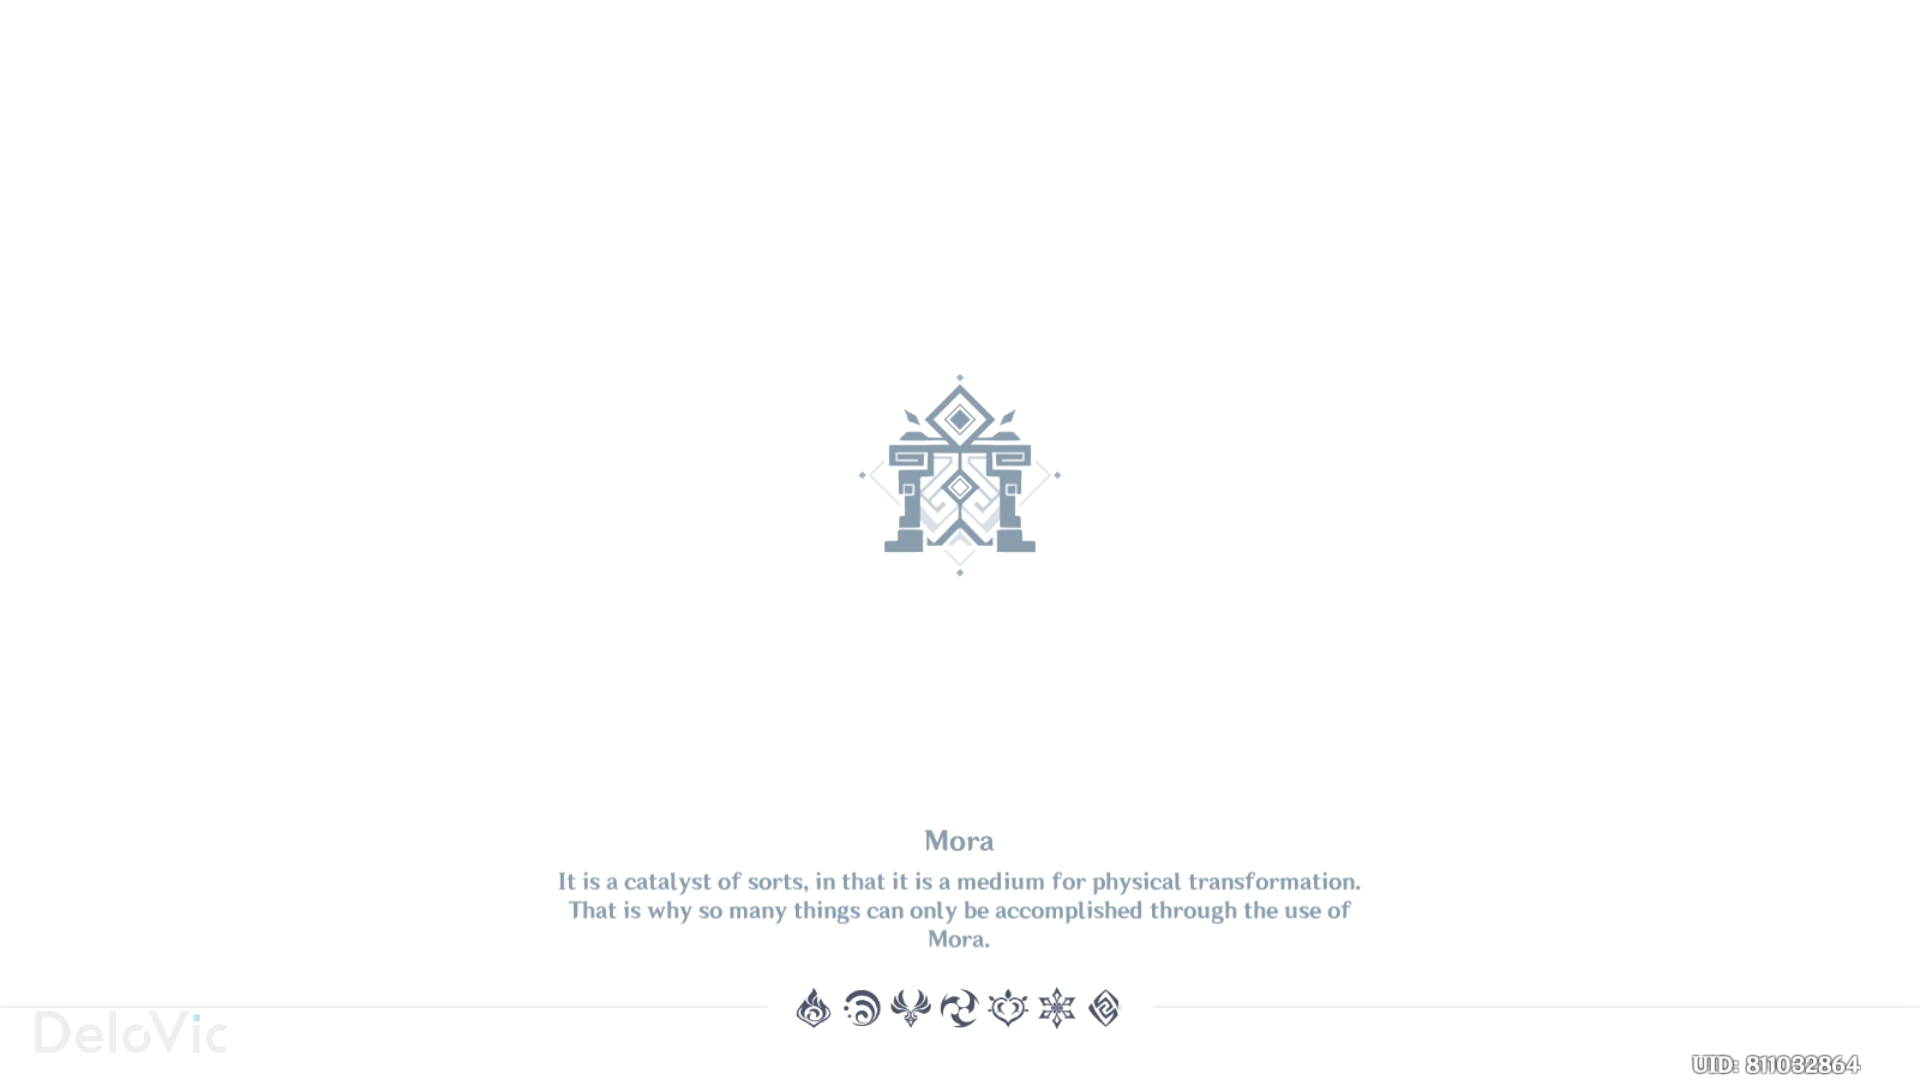 Mora
It is a catalyst of sorts, in that it is a medium for physical transformation.
That is why so many things can only be accomplished through the use of
Mora.
DeloVic
UID: 811032864